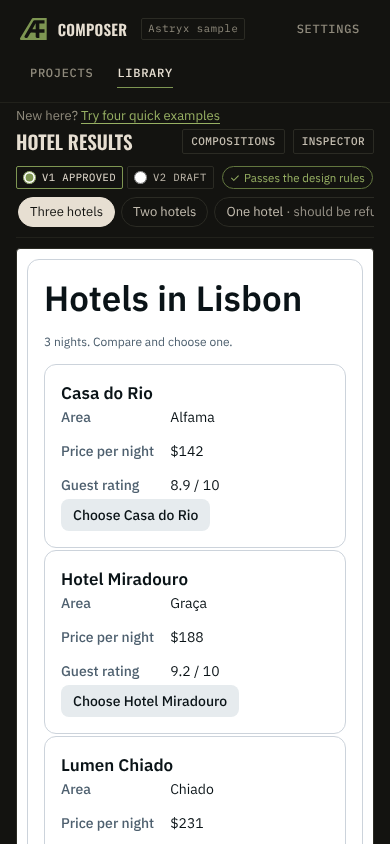 Æ COMPOSER Astryx sample SETTINGS
PROJECTS LIBRARY
New here? Try four quick examples
HOTEL RESULTS COMPOSITIONS INSPECTOR
V1 APPROVED V2 DRAFT ✓ Passes the design rules
Three hotels Two hotels One hotel · should be refu
Hotels in Lisbon
3 nights. Compare and choose one.
Casa do Rio
Area Alfama
Price per night $142
Guest rating 8.9 / 10
Choose Casa do Rio
Hotel Miradouro
Area Graça
Price per night $188
Guest rating 9.2 / 10
Choose Hotel Miradouro
Lumen Chiado
Area Chiado
Price per night $231